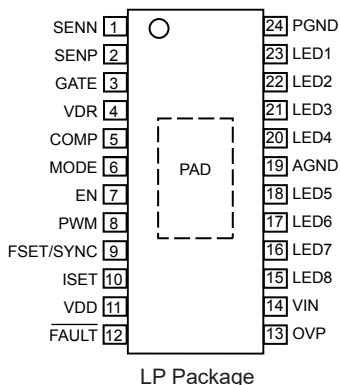 SENN 1
SENP 2
GATE 3
VDR 4
COMP 5
MODE 6
EN 7
PWM 8
FSET/SYNC 9
ISET 10
VDD 11
FAULT 12
PAD
24 PGND
23 LED1
22 LED2
21 LED3
20 LED4
19 AGND
18 LED5
17 LED6
16 LED7
15 LED8
14 VIN
13 OVP
LP Package